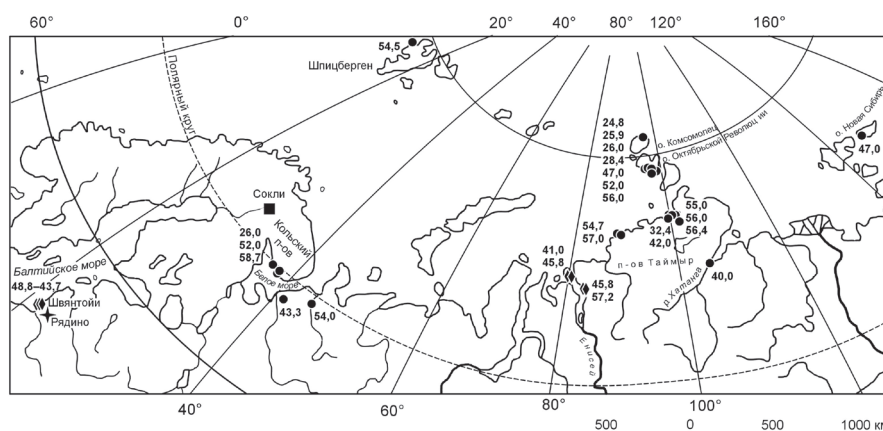 60°
0°
20°
40°
80°
120°
160°
54,5
Шпицберген
Полярный круг
о. Новая Сибирь
47,0
24,8
25,9
26,0
28,4
47,0
52,0
56,0
о. Комсомолец
о. Октябрьской Революц ии
Сокли
Кольский
п-ов
26,0
52,0
58,7
Белое море
43,3
54,0
55,0
56,0
56,4
32,4
42,0
54,7
57,0
п-ов Таймыр
р.Хатанга
40,0
41,0
45,8
45,8
57,2
Енисей
Балтийское море
48,8–43,7
Швянтойи
Рядино
40°
60°
80°
100°
500
0
500
1000 км